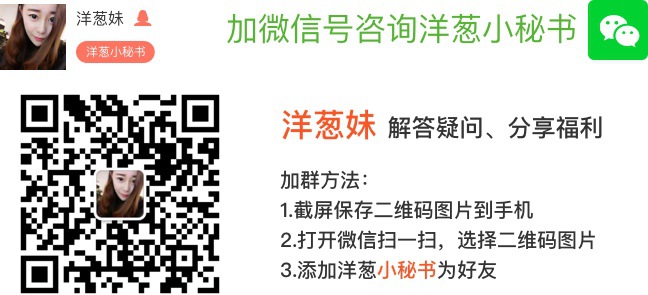 洋葱妹
洋葱小秘书
加微信号咨询洋葱小秘书
洋葱妹 解答疑问、分享福利
加群方法：
1.截屏保存二维码图片到手机
2.打开微信扫一扫，选择二维码图片
3.添加洋葱小秘书为好友